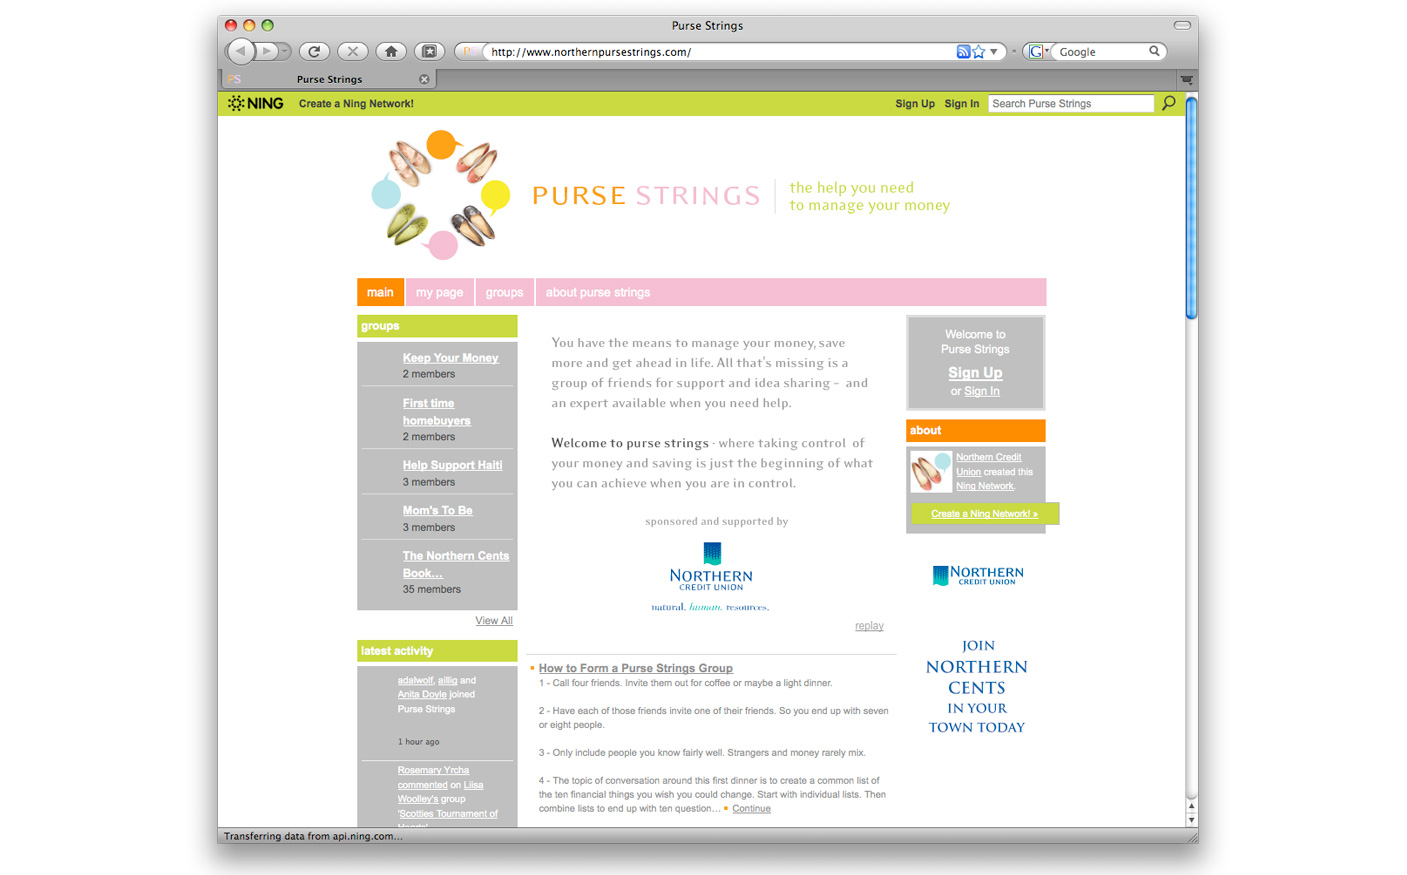 Purse Strings
http://www.northernpursestrings.com/
Google
PS Purse Strings
NING Create a Ning Network! Sign Up Sign In Search Purse Strings
PURSE STRINGS
the help you need
to manage your money
main my page groups about purse strings
groups
Keep Your Money
2 members
First time
homebuyers
2 members
Help Support Haiti
3 members
Mom's To Be
3 members
The Northern Cents
Book...
35 members
View All
latest activity
adalwolf, aillig and
Anita Doyle joined
Purse Strings
1 hour ago
Rosemary Yrcha
commented on Liisa
Woolley's group
'Scotties Tournament of
Hearts'
You have the means to manage your money, save
more and get ahead in life. All that's missing is a
group of friends for support and idea sharing – and
an expert available when you need help.
Welcome to purse strings - where taking control of
your money and saving is just the beginning of what
you can achieve when you are in control.
sponsored and supported by
NORTHERN
CREDIT UNION
natural. human. resources.
replay
How to Form a Purse Strings Group
1 - Call four friends. Invite them out for coffee or maybe a light dinner.
2 - Have each of those friends invite one of their friends. So you end up with seven
or eight people.
3 - Only include people you know fairly well. Strangers and money rarely mix.
4 - The topic of conversation around this first dinner is to create a common list of
the ten financial things you wish you could change. Start with individual lists. Then
combine lists to end up with ten question... Continue
Welcome to
Purse Strings
Sign Up
or Sign In
about
Northern Credit
Union created this
Ning Network.
Create a Ning Network! »
NORTHERN
CREDIT UNION
JOIN
NORTHERN
CENTS
IN YOUR
TOWN TODAY
Transferring data from api.ning.com...